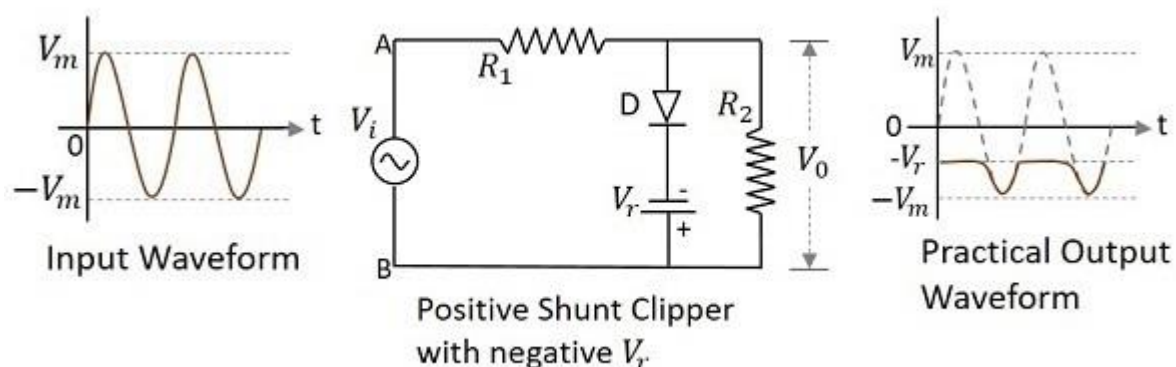 V_m
0
t
−V_m
Input Waveform
A
R_1
V_i
D
R_2
V_r
-
+
V_0
B
Positive Shunt Clipper
with negative V_r
V_m
0
t
-V_r
−V_m
Practical Output
Waveform